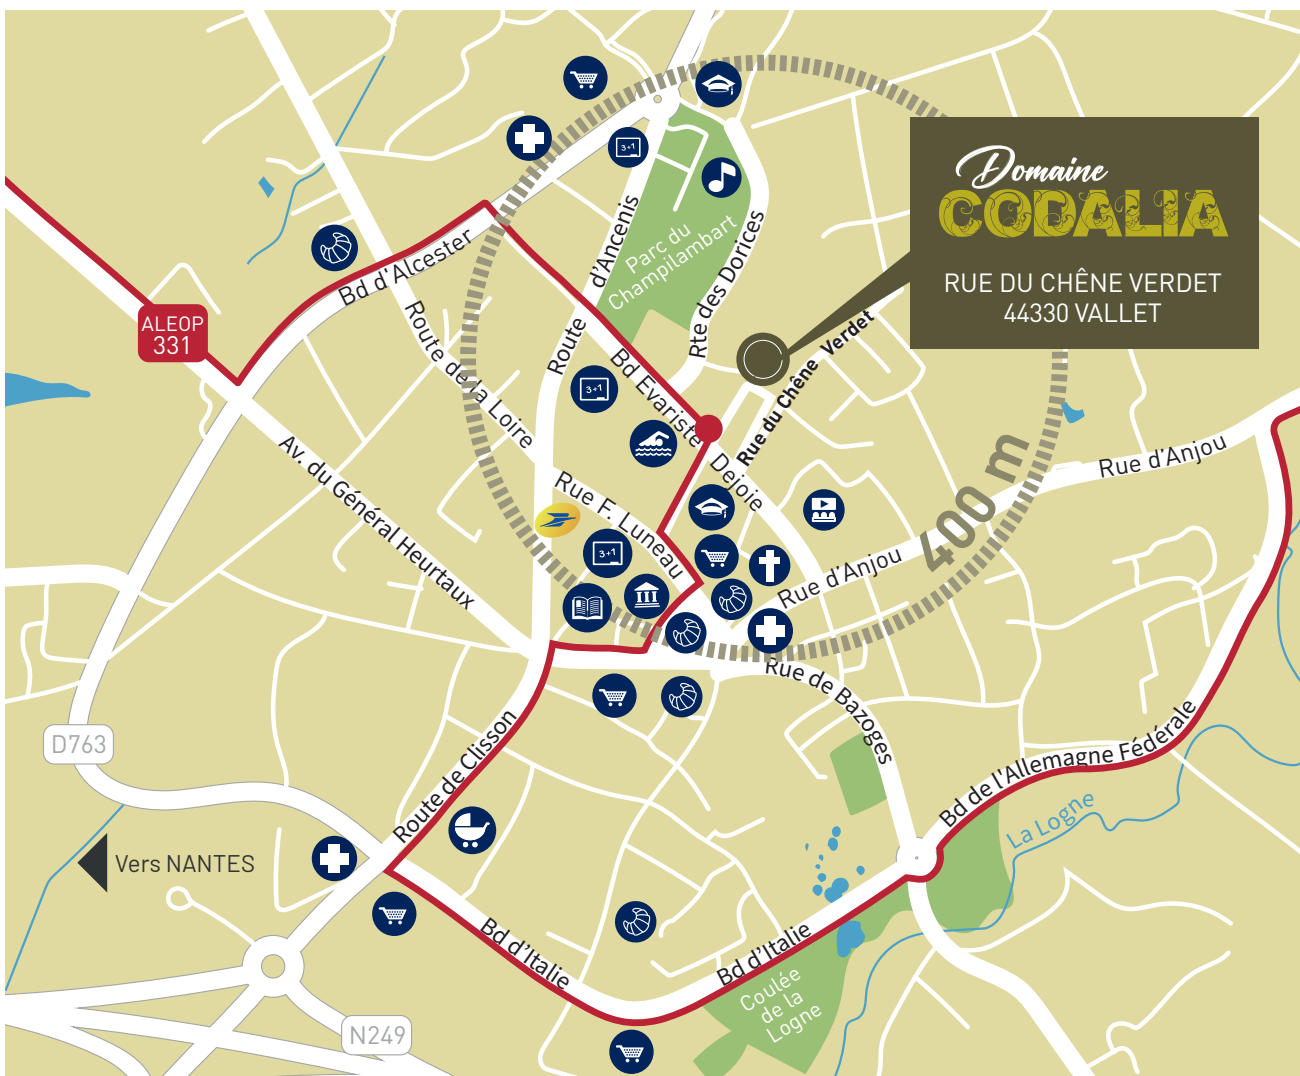 Domaine
CODALIA
RUE DU CHÊNE VERDET
44330 VALLET
3+1
Parc du
Champilambart
Route d'Ancenis
Rte des Dorices
Bd d'Alcester
ALEOP
331
Route de la Loire
Bd Evariste Dejoie
3+1
Rue du Chêne Verdet
Av. du Général Heurtaux
Rue F. Luneau
3+1
Rue d'Anjou
400 m
Rue d'Anjou
Rue de Bazoges
D763
Route de Clisson
Vers NANTES
Bd de l'Allemagne Fédérale
La Logne
Bd d'Italie
Bd d'Italie
Coulée
de la
Logne
N249